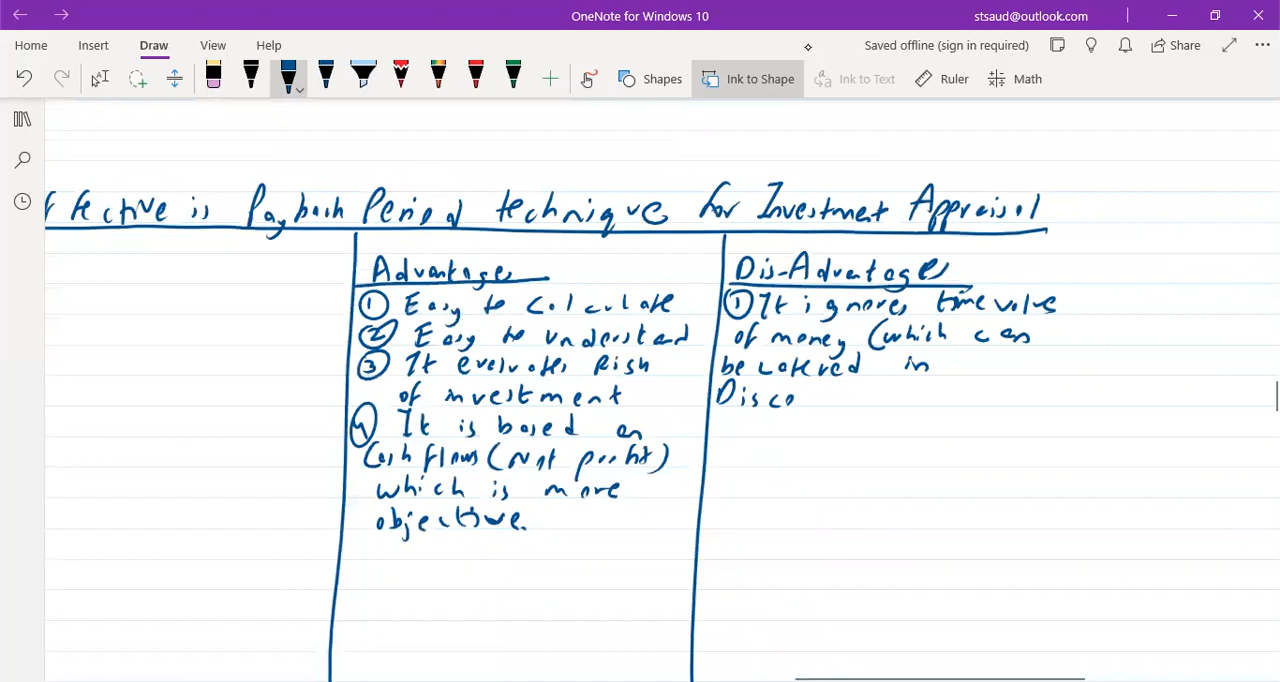 OneNote for Windows 10
stsaud@outlook.com
Home Insert Draw View Help
Saved offline (sign in required)
Share
Shapes
Ink to Shape
Ink to Text
Ruler
Math
ffective is Payback Period technique for Investment Appraisal
Advantages
① Easy to Calculate
② Easy to understand
③ It evaluates Risk
of investment
④ It is based on
Cash flows (Not profit)
which is more
objective.
Dis-Advantages
① It ignores time value
of money (which can
be catered in
Disco